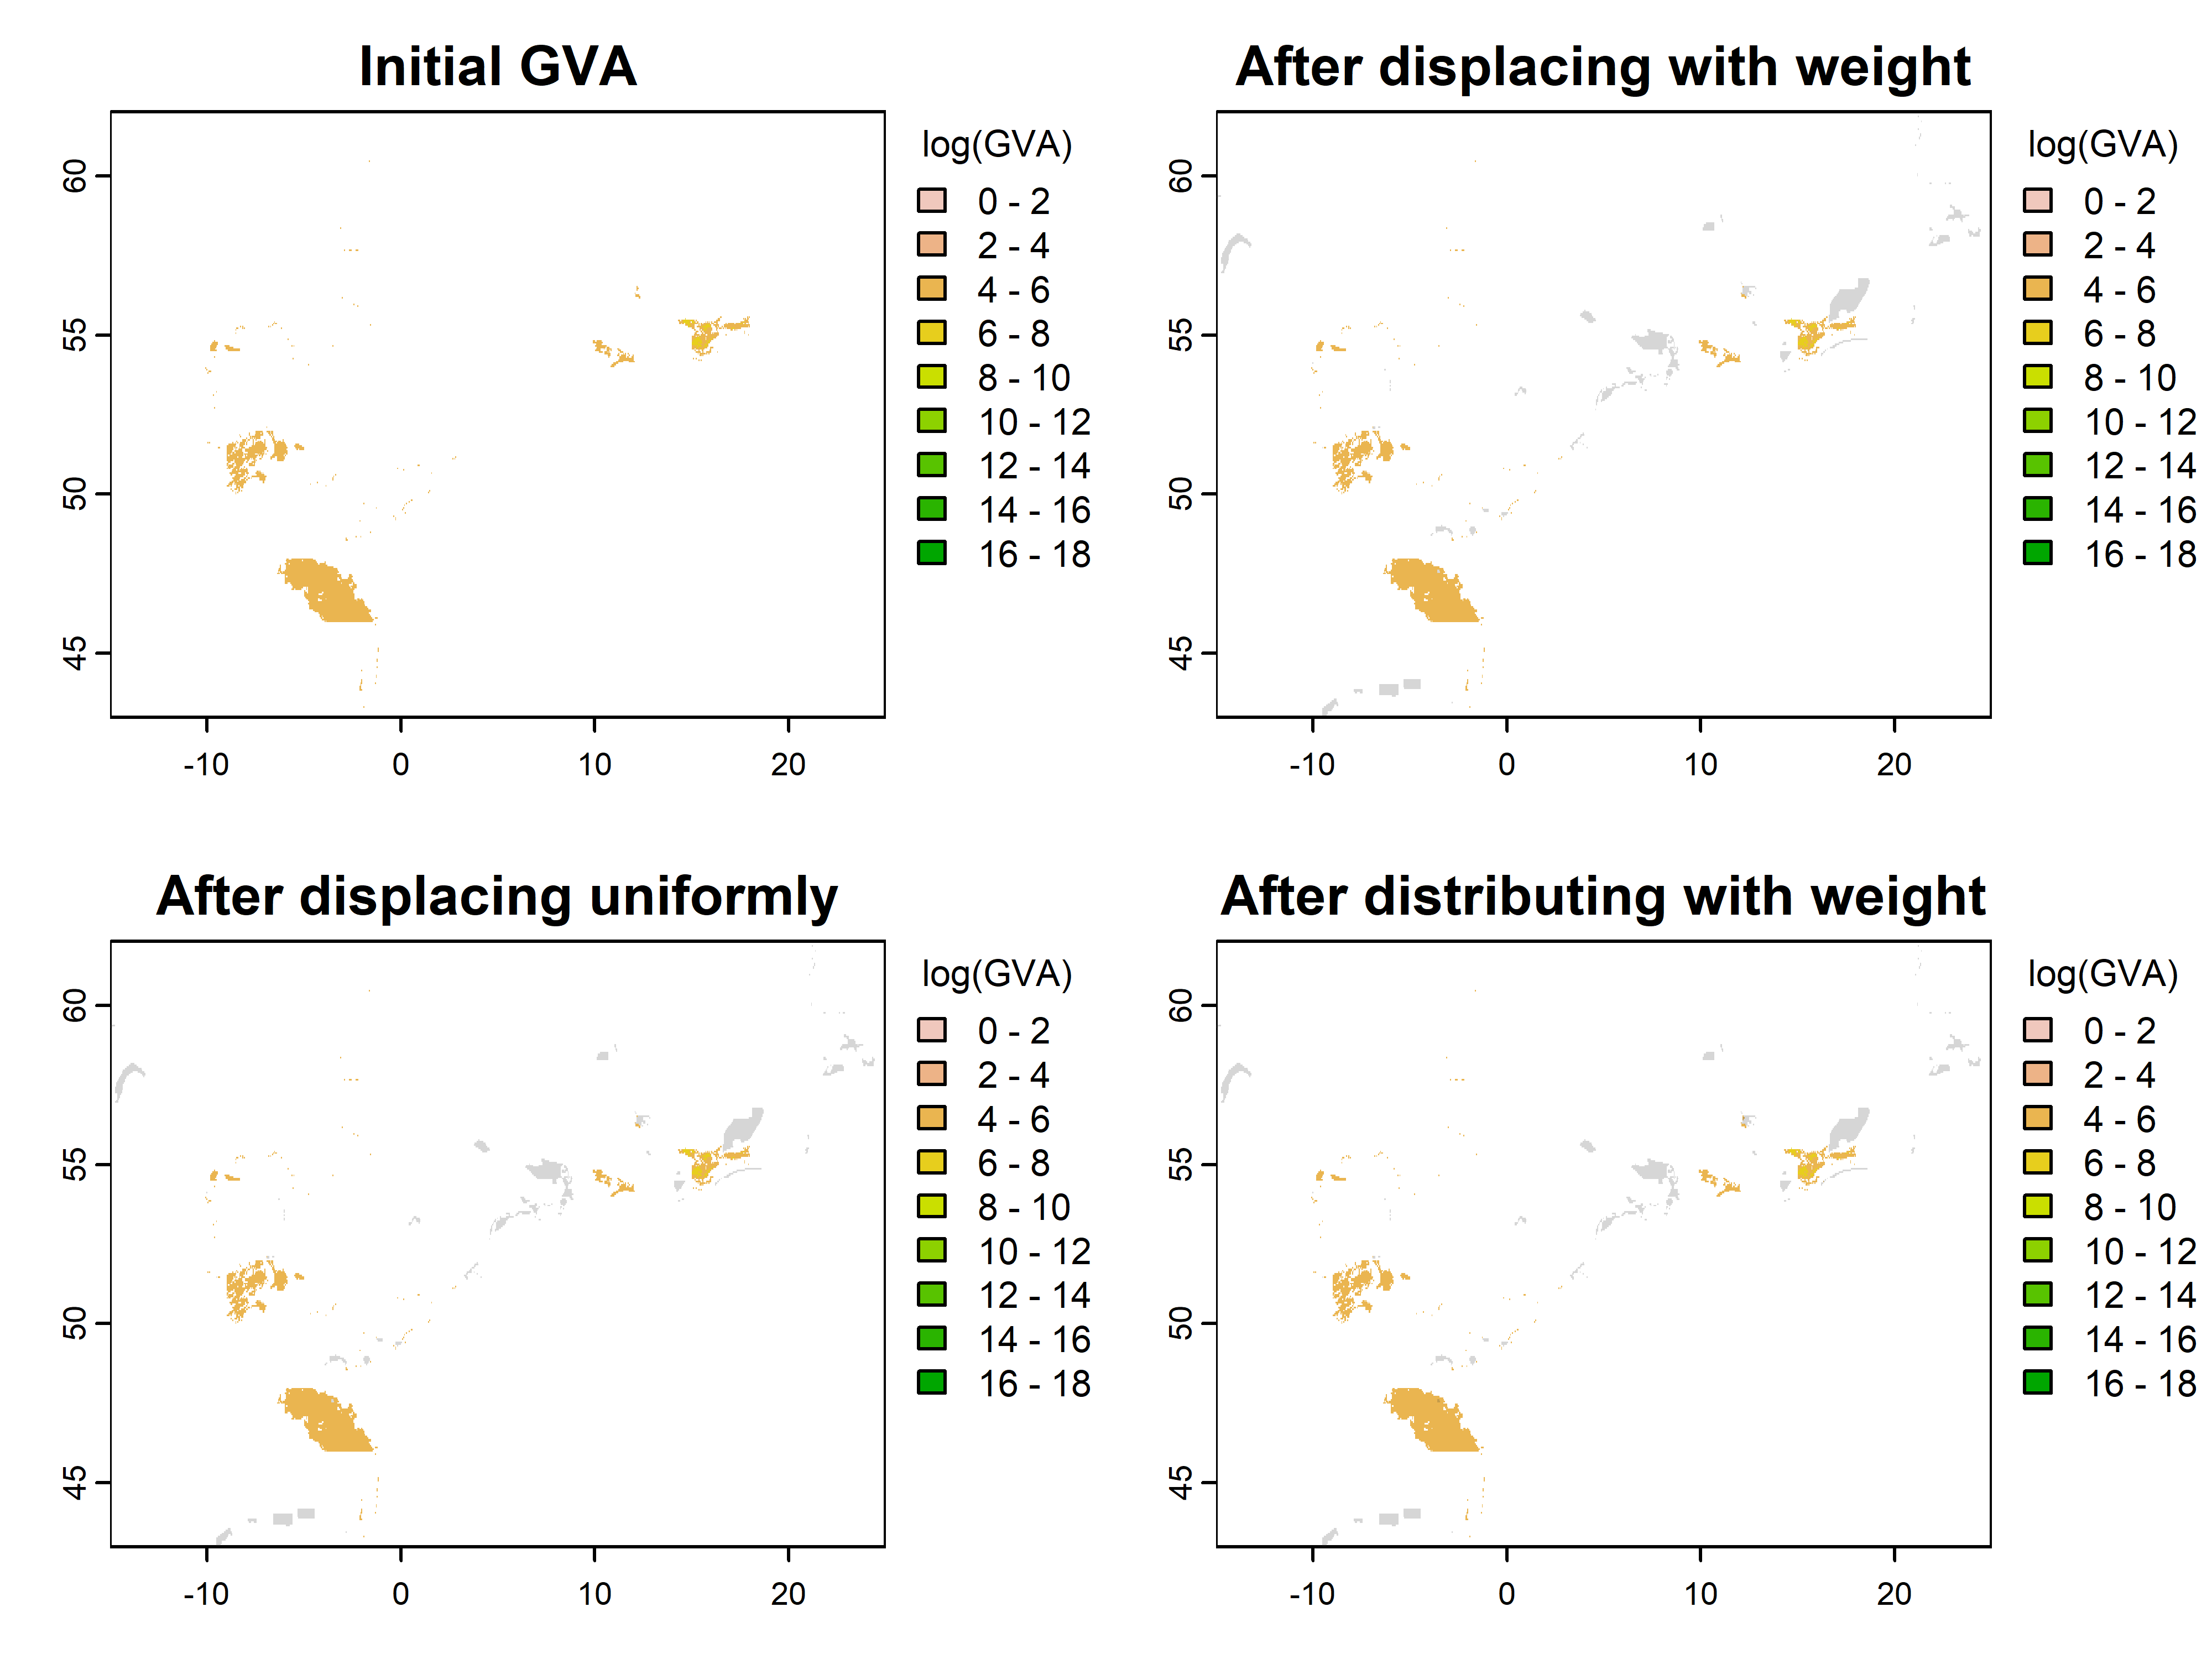 Initial GVA
60
55
50
45
-10
0
10
20
log(GVA)
0 - 2
2 - 4
4 - 6
6 - 8
8 - 10
10 - 12
12 - 14
14 - 16
16 - 18
After displacing with weight
60
55
50
45
-10
0
10
20
log(GVA)
0 - 2
2 - 4
4 - 6
6 - 8
8 - 10
10 - 12
12 - 14
14 - 16
16 - 18
After displacing uniformly
60
55
50
45
-10
0
10
20
log(GVA)
0 - 2
2 - 4
4 - 6
6 - 8
8 - 10
10 - 12
12 - 14
14 - 16
16 - 18
After distributing with weight
60
55
50
45
-10
0
10
20
log(GVA)
0 - 2
2 - 4
4 - 6
6 - 8
8 - 10
10 - 12
12 - 14
14 - 16
16 - 18